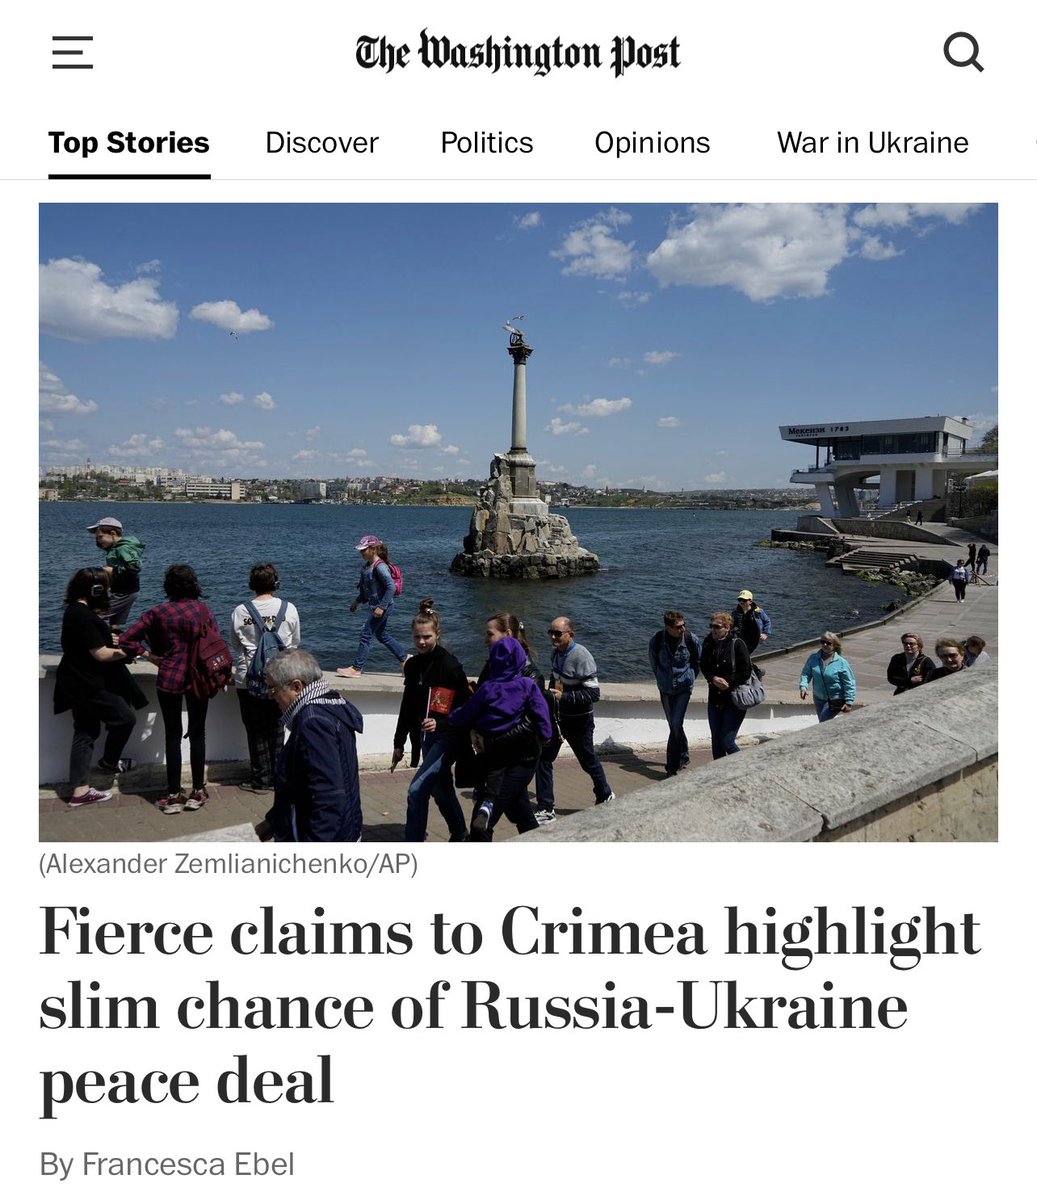 The Washington Post
Top Stories Discover Politics Opinions War in Ukraine
Мекензи 1783
(Alexander Zemlianichenko/AP)
Fierce claims to Crimea highlight
slim chance of Russia-Ukraine
peace deal
By Francesca Ebel